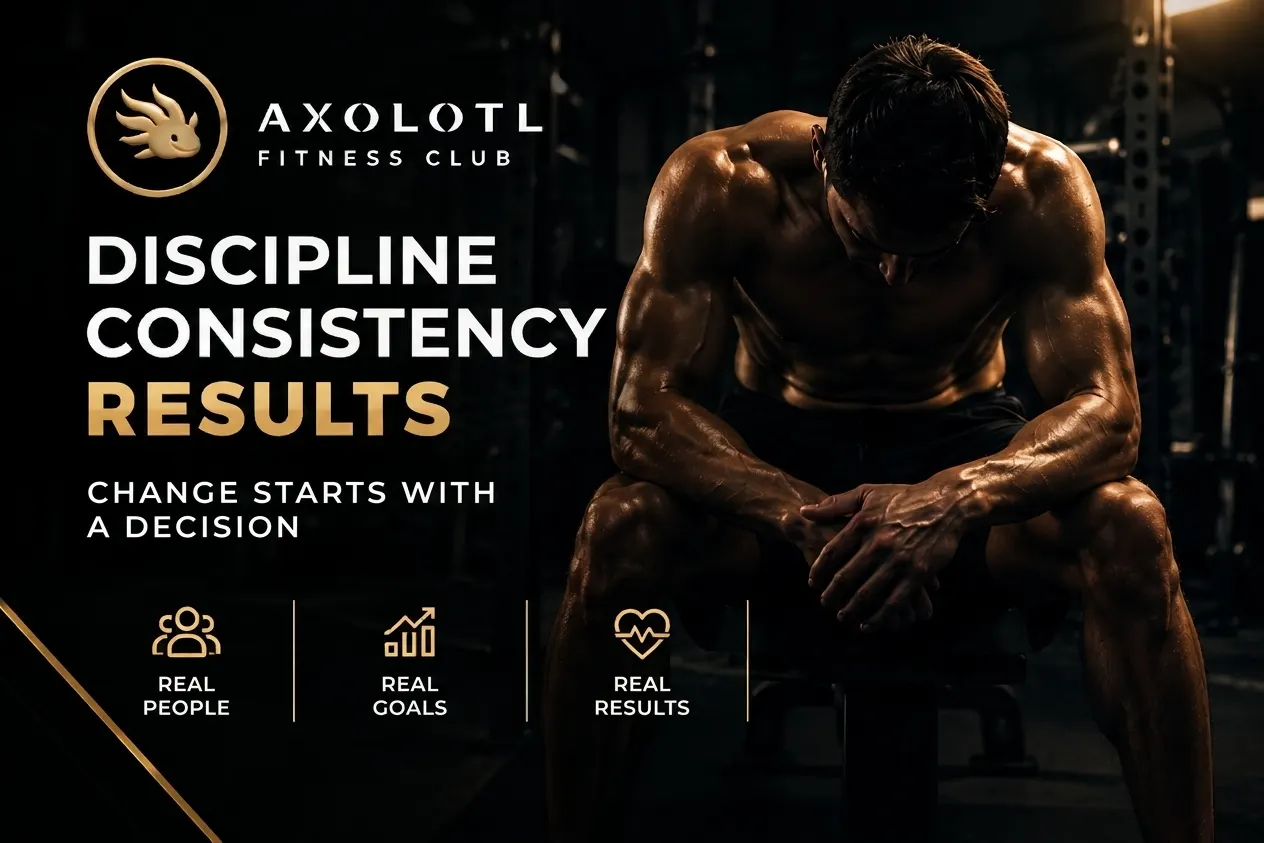 AXOLOTL
FITNESS CLUB
DISCIPLINE
CONSISTENCY
RESULTS
CHANGE STARTS WITH
A DECISION
REAL
PEOPLE
REAL
GOALS
REAL
RESULTS